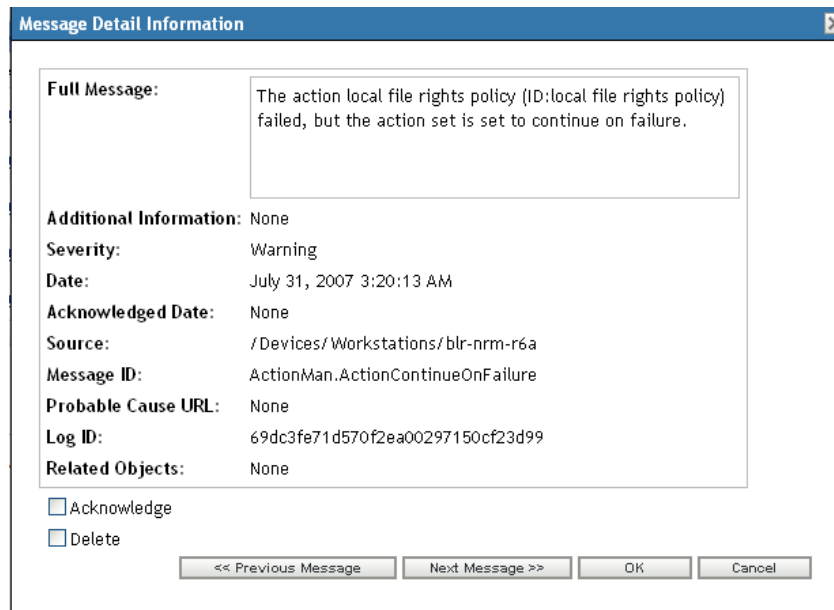 Message Detail Information
Full Message:
The action local file rights policy (ID:local file rights policy)
failed, but the action set is set to continue on failure.
Additional Information: None
Severity: Warning
Date: July 31, 2007 3:20:13 AM
Acknowledged Date: None
Source: /Devices/Workstations/blr-nrm-r6a
Message ID: ActionMan.ActionContinueOnFailure
Probable Cause URL: None
Log ID: 69dc3fe71d570f2ea00297150cf23d99
Related Objects: None
Acknowledge
Delete
<< Previous Message Next Message >> OK Cancel